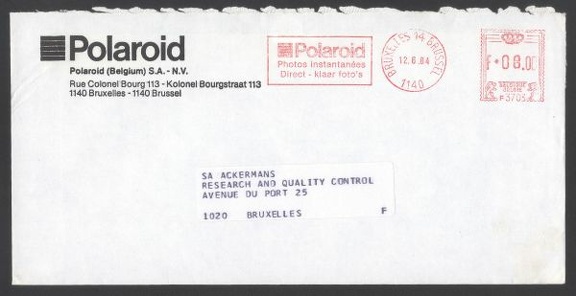 Polaroid
Polaroid (Belgium) S.A. - N.V.
Rue Colonel Bourg 113 - Kolonel Bourgstraat 113
1140 Bruxelles - 1140 Brussel
Polaroid
Photos instantanées
Direct - klaar foto's
BRUXELLES 14 BRUSSEL
12.6.84
1140
F 08.00
BELGIQUE
F 3703
SA ACKERMANS
RESEARCH AND QUALITY CONTROL
AVENUE DU PORT 25
1020 BRUXELLES F